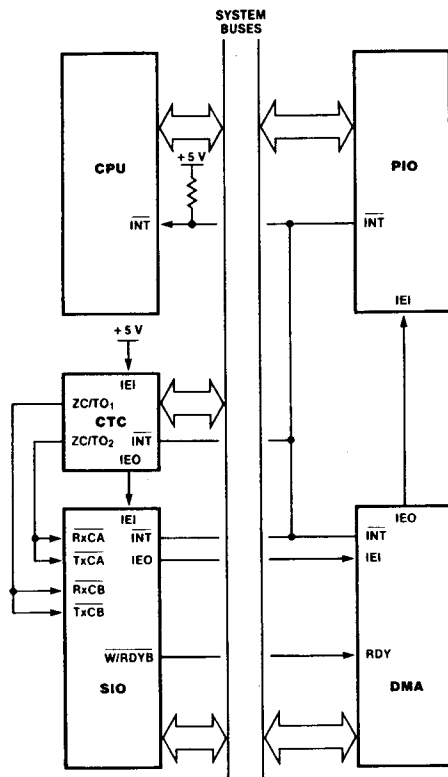 SYSTEM
BUSES
CPU
+5 V
INT
PIO
INT
IEI
+5 V
IEI
ZC/TO1
CTC
ZC/TO2
INT
IEO
IEI
RxCA
INT
TxCA
IEO
RxCB
TxCB
W/RDYB
SIO
IEO
INT
IEI
RDY
DMA